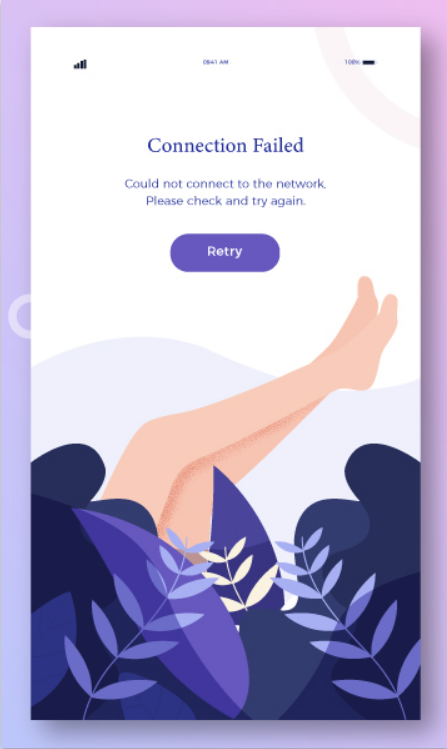 09:41 AM 100%
Connection Failed
Could not connect to the network.
Please check and try again.
Retry